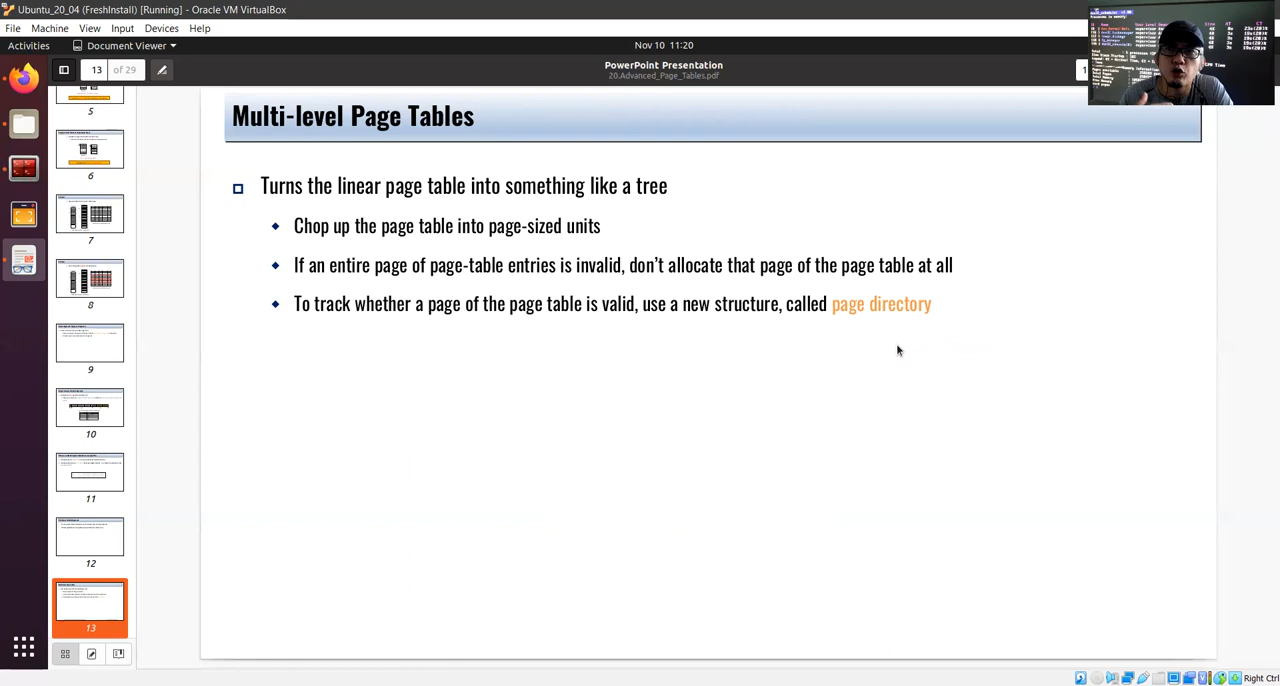 Ubuntu_20_04 (FreshInstall) [Running] - Oracle VM VirtualBox
File Machine View Input Devices Help
Activities Document Viewer Nov 10 11:20
13 of 29
PowerPoint Presentation
20.Advanced_Page_Tables.pdf
Multi-level Page Tables
Turns the linear page table into something like a tree
Chop up the page table into page-sized units
If an entire page of page-table entries is invalid, don't allocate that page of the page table at all
To track whether a page of the page table is valid, use a new structure, called page directory
5
6
7
8
9
10
11
12
13
Right Ctrl